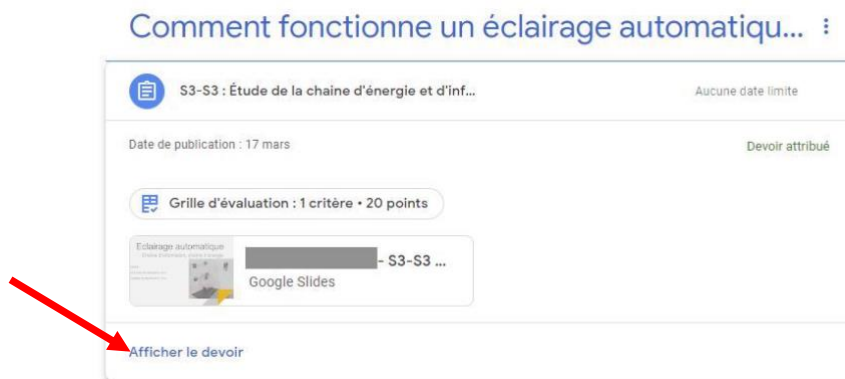 Comment fonctionne un éclairage automatiqu...
S3-S3 : Étude de la chaine d'énergie et d'inf...
Aucune date limite
Date de publication : 17 mars
Devoir attribué
Grille d'évaluation : 1 critère • 20 points
Eclairage automatique
- S3-S3 ...
Google Slides
Afficher le devoir